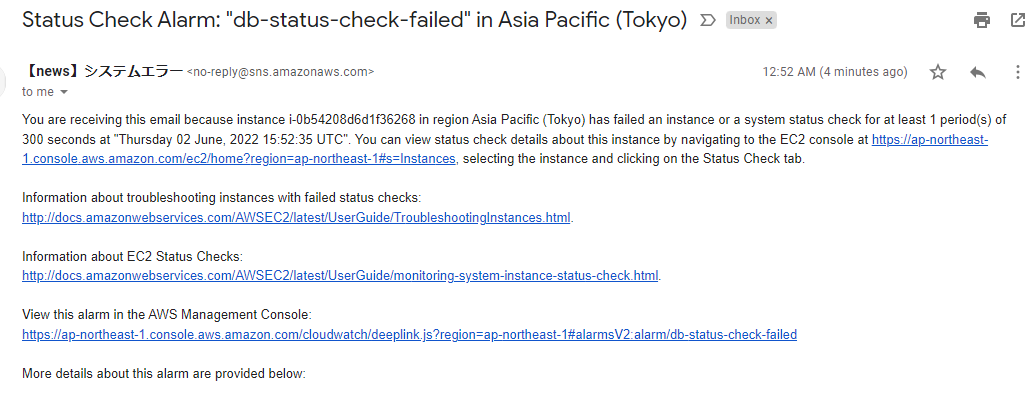 Status Check Alarm: "db-status-check-failed" in Asia Pacific (Tokyo) Inbox ×
【news】システムエラー <no-reply@sns.amazonaws.com> 12:52 AM (4 minutes ago)
to me
You are receiving this email because instance i-0b54208d6d1f36268 in region Asia Pacific (Tokyo) has failed an instance or a system status check for at least 1 period(s) of
300 seconds at "Thursday 02 June, 2022 15:52:35 UTC". You can view status check details about this instance by navigating to the EC2 console at https://ap-northeast-
1.console.aws.amazon.com/ec2/home?region=ap-northeast-1#s=Instances, selecting the instance and clicking on the Status Check tab.
Information about troubleshooting instances with failed status checks:
http://docs.amazonwebservices.com/AWSEC2/latest/UserGuide/TroubleshootingInstances.html.
Information about EC2 Status Checks:
http://docs.amazonwebservices.com/AWSEC2/latest/UserGuide/monitoring-system-instance-status-check.html.
View this alarm in the AWS Management Console:
https://ap-northeast-1.console.aws.amazon.com/cloudwatch/deeplink.js?region=ap-northeast-1#alarmsV2:alarm/db-status-check-failed
More details about this alarm are provided below: